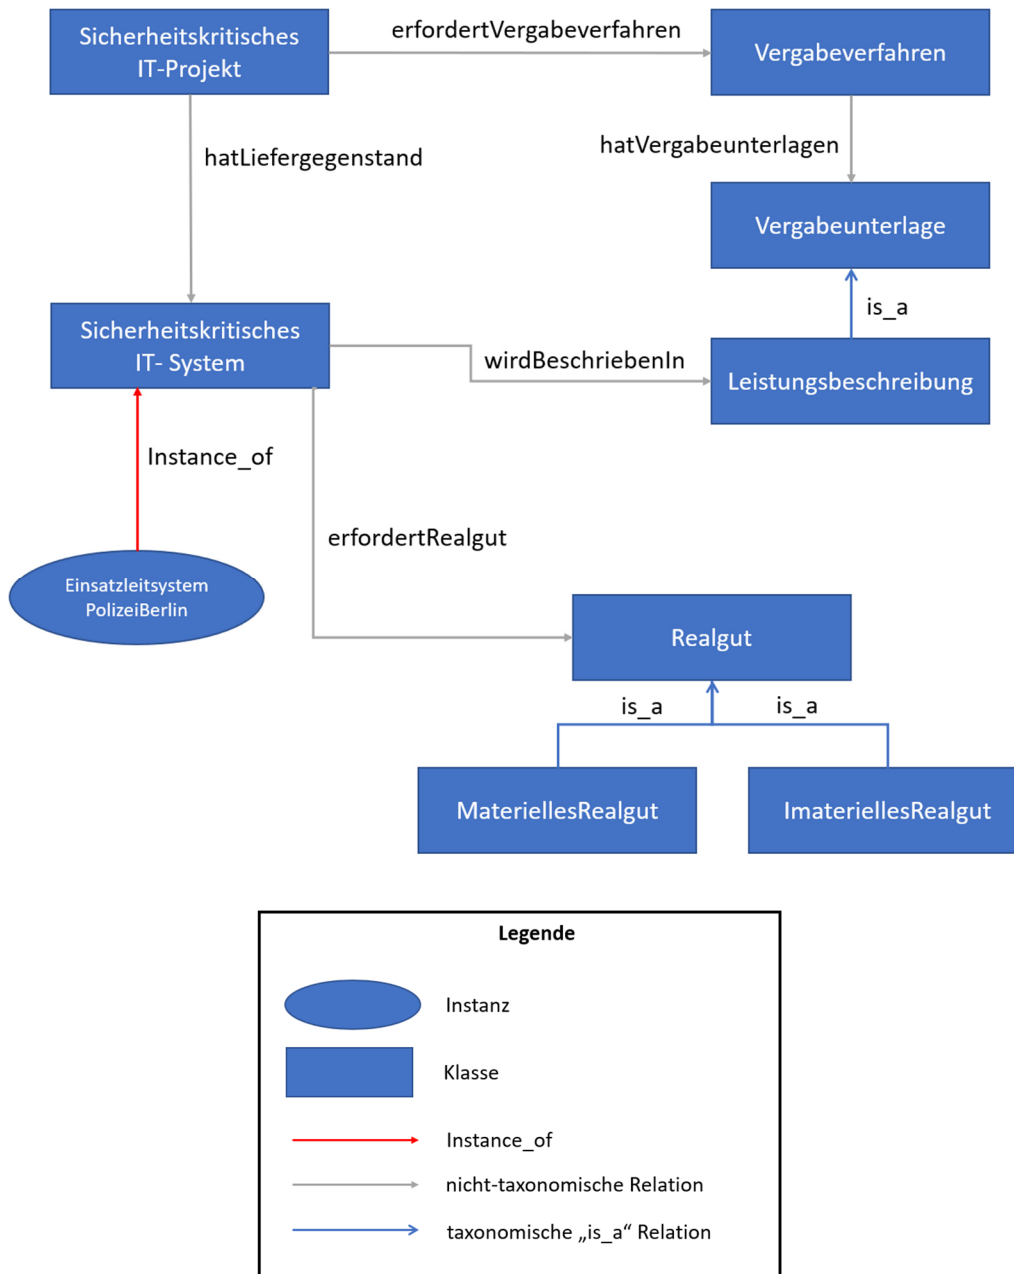 Sicherheitskritisches
IT-Projekt
erfordertVergabeverfahren
Vergabeverfahren
hatLiefergegenstand
hatVergabeunterlagen
Vergabeunterlage
is_a
Sicherheitskritisches
IT- System
wirdBeschriebenIn
Leistungsbeschreibung
Instance_of
erfordertRealgut
Einsatzleitsystem
PolizeiBerlin
Realgut
is_a
is_a
MateriellesRealgut
ImateriellesRealgut
Legende
Instanz
Klasse
Instance_of
nicht-taxonomische Relation
taxonomische „is_a“ Relation